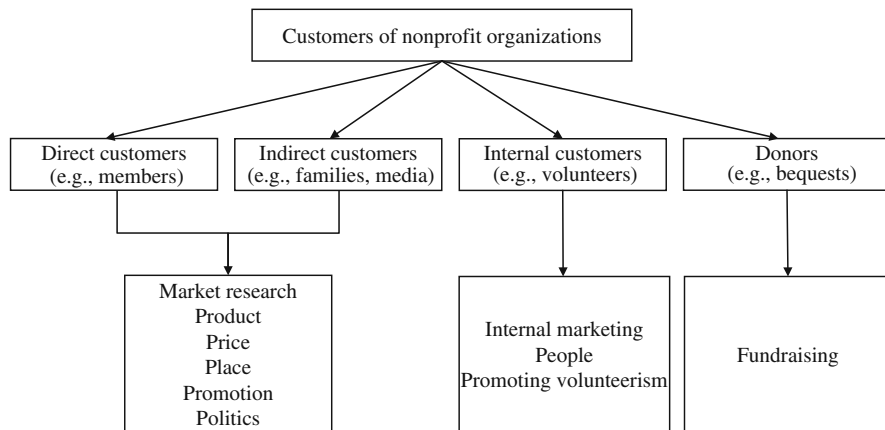 Customers of nonprofit organizations
Direct customers
(e.g., members)
Indirect customers
(e.g., families, media)
Internal customers
(e.g., volunteers)
Donors
(e.g., bequests)
Market research
Product
Price
Place
Promotion
Politics
Internal marketing
People
Promoting volunteerism
Fundraising